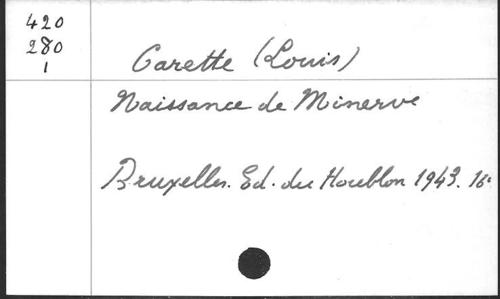 420
280
1
Carette (Louis)
Naissance de Minerve
Bruxelles. Ed. du Houblon 1943. 16°